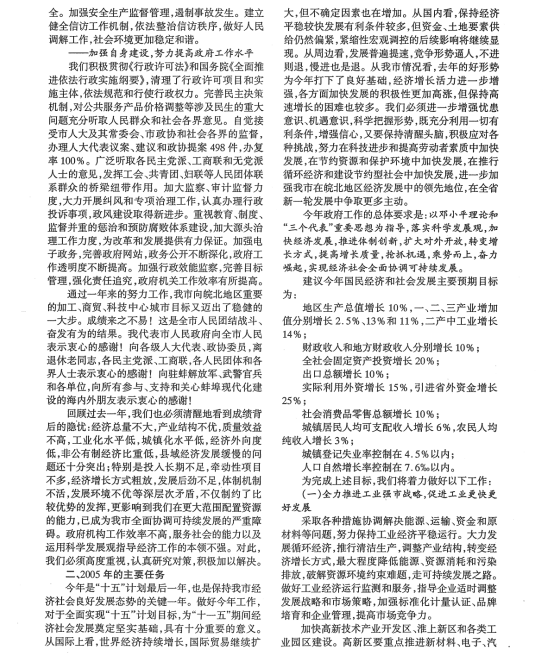 全。加强安全生产监督管理,遏制事故发生。建立
健全信访工作机制,依法整治信访秩序,做好人民
调解工作,社会环境更加稳定和谐。
——加强自身建设,努力提高政府工作水平
我们积极贯彻《行政许可法》和国务院《全面推
进依法行政实施纲要》,清理了行政许可项目和实
施主体,依法规范和行使行政权力。完善民主决策
机制,对公共服务产品价格调整等涉及民生的重大
问题充分听取人民群众和社会各界意见。自觉接
受市人大及其常委会、市政协和社会各界的监督,
办理人大代表议案、建议和政协提案 498 件,办复
率 100%。广泛听取各民主党派、工商联和无党派
人士的意见,发挥工会、共青团、妇联等人民团体联
系群众的桥梁纽带作用。加大监察、审计监督力
度,大力开展纠风和专项治理工作,认真办理行政
投诉事项,政风建设取得新进步。重视教育、制度、
监督并重的惩治和预防腐败体系建设,加大源头治
理工作力度,为改革和发展提供有力保证。加强电
子政务,完善政府网站,政务公开不断深化,政府工
作透明度不断提高。加强行政效能监察,完善目标
管理,强化责任追究,政府机关工作效率有所提高。
通过一年来的努力工作,我市向皖北地区重要
的加工、商贸、科技中心城市目标又迈出了稳健的
一大步。成绩来之不易!这是全市人民团结战斗、
奋发有为的结果。我代表市人民政府向全市人民
表示衷心的感谢!向各级人大代表、政协委员,离
退休老同志,各民主党派、工商联,各人民团体和各
界人士表示衷心的感谢!向驻蚌解放军、武警官兵
和各单位,向所有参与、支持和关心蚌埠现代化建
设的海内外朋友表示衷心的感谢!
回顾过去一年,我们也必须清醒地看到成绩背
后的隐忧:经济总量不大,产业结构不优,质量效益
不高,工业化水平低,城镇化水平低,经济外向度
低,非公有制经济比重低,县域经济发展缓慢的问
题还十分突出;特别是投入长期不足,牵动性项目
不多,经济增长方式粗放,发展后劲不足,体制机制
不活,发展环境不优等深层次矛盾,不仅制约了比
较优势的发挥,更影响到我们在更大范围配置资源
的能力,已成为我市全面协调可持续发展的严重障
碍。政府机构工作效率不高,服务社会的能力以及
运用科学发展观指导经济工作的本领不强。对此,
我们必须高度重视,认真研究对策,积极加以解决。
二、2005 年的主要任务
今年是“十五”计划最后一年,也是保持我市经
济社会良好发展态势的关键一年。做好今年工作,
对于全面实现“十五”计划目标,为“十一五”期间经
济社会发展奠定坚实基础,具有十分重要的意义。
从国际上看,世界经济持续增长,国际贸易继续扩
大,但不确定因素也在增加。从国内看,保持经济
平稳较快发展有利条件较多,但资金、土地要素供
给仍然偏紧,紧缩性宏观调控的后续影响将继续显
现。从周边看,发展普遍提速,竞争形势逼人,不进
则退,慢进也是退。从我市情况看,去年的好形势
为今年打下了良好基础,经济增长活力进一步增
强,各方面加快发展的积极性更加高涨,但保持高
速增长的困难也较多。我们必须进一步增强忧患
意识、机遇意识,科学把握形势,既充分利用一切有
利条件,增强信心,又要保持清醒头脑,积极应对各
种挑战,努力在科技进步和提高劳动者素质中加快
发展,在节约资源和保护环境中加快发展,在推行
循环经济和建设节约型社会中加快发展,进一步加
强我市在皖北地区经济发展中的领先地位,在全省
新一轮发展中争取更多主动。
今年政府工作的总体要求是:以邓小平理论和
“三个代表”重要思想为指导,落实科学发展观,加
快经济发展,推进体制创新,扩大对外开放,转变增
长方式,提高增长质量,抢抓机遇,乘势而上,奋力
崛起,实现经济社会全面协调可持续发展。
建议今年国民经济和社会发展主要预期目标
为:
地区生产总值增长 10%,一、二、三产业增加
值分别增长 2.5%、13% 和 11%,二产中工业增长
14%;
财政收入和地方财政收入分别增长 10%;
全社会固定资产投资增长 20%;
出口总额增长 10%;
实际利用外资增长 15%,引进省外资金增长
25%;
社会消费品零售总额增长 10%;
城镇居民人均可支配收入增长 6%,农民人均
纯收入增长 3%;
城镇登记失业率控制在 4.5% 以内;
人口自然增长率控制在 7.6‰以内。
为完成上述目标,我们将着力做好以下工作:
(一)全力推进工业强市战略,促进工业更快更
好发展
采取各种措施协调解决能源、运输、资金和原
材料等问题,努力保持工业经济平稳运行。大力发
展循环经济,推行清洁生产,调整产业结构,转变经
济增长方式,最大程度降低能源、资源消耗和污染
排放,破解资源环境约束难题,走可持续发展之路。
做好工业经济运行监测和服务,指导企业适时调整
发展战略和市场策略,加强标准化计量认证、品牌
培育和企业管理,提高市场竞争力。
加快高新技术产业开发区、淮上新区和各类工
业园区建设。高新区要重点推进新材料、电子、汽